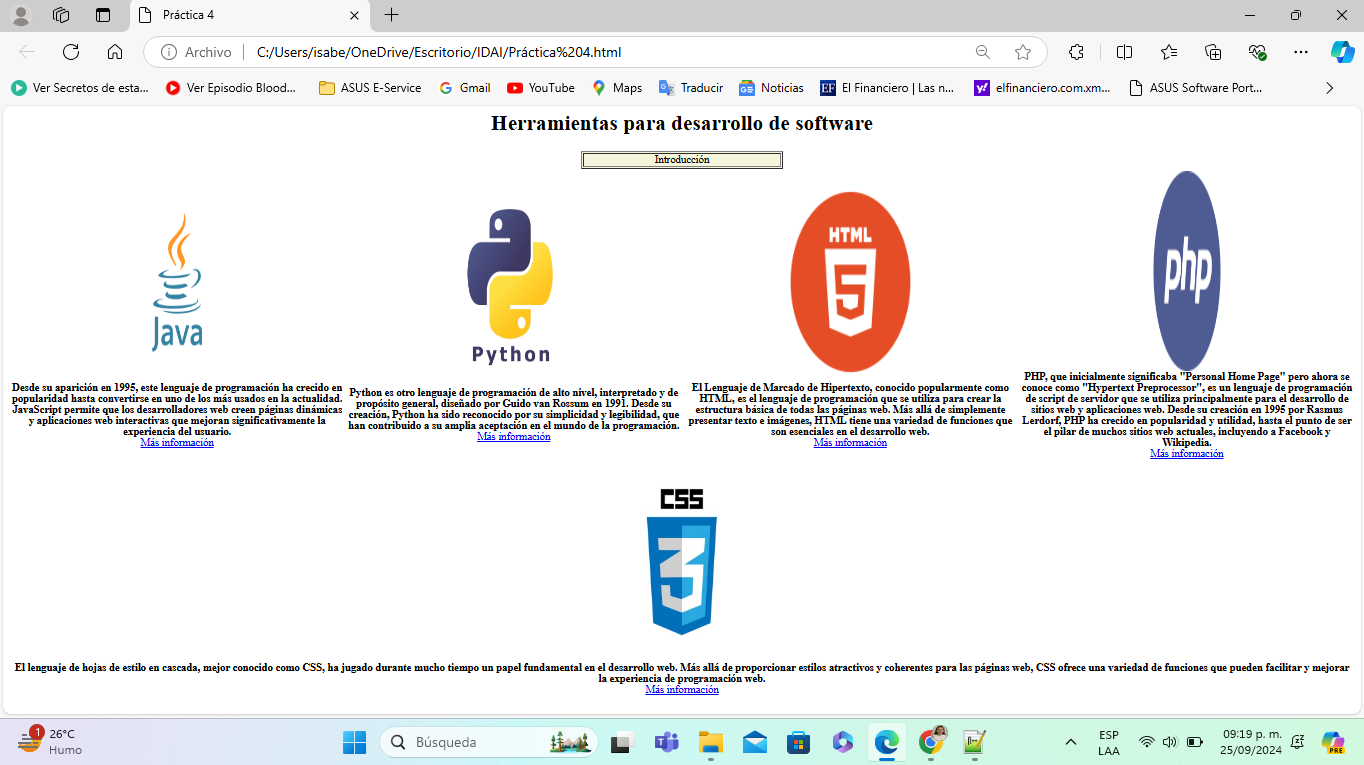 Práctica 4
Archivo
C:/Users/isabe/OneDrive/Escritorio/IDAI/Práctica%204.html
Ver Secretos de esta...
Ver Episodio Blood...
ASUS E-Service
Gmail
YouTube
Maps
Traducir
Noticias
EF El Financiero | Las n...
y! elfinanciero.com.xm...
ASUS Software Port...
Herramientas para desarrollo de software
Introducción
Java
Desde su aparición en 1995, este lenguaje de programación ha crecido en
popularidad hasta convertirse en uno de los más usados en la actualidad.
JavaScript permite que los desarrolladores web creen páginas dinámicas
y aplicaciones web interactivas que mejoran significativamente la
experiencia del usuario.
Más información
Python
Python es otro lenguaje de programación de alto nivel, interpretado y de
propósito general, diseñado por Guido van Rossum en 1991. Desde su
creación, Python ha sido reconocido por su simplicidad y legibilidad, que
han contribuido a su amplia aceptación en el mundo de la programación.
Más información
HTML
5
El Lenguaje de Marcado de Hipertexto, conocido popularmente como
HTML, es el lenguaje de programación que se utiliza para crear la
estructura básica de todas las páginas web. Más allá de simplemente
presentar texto e imágenes, HTML tiene una variedad de funciones que
son esenciales en el desarrollo web.
Más información
php
PHP, que inicialmente significaba "Personal Home Page" pero ahora se
conoce como "Hypertext Preprocessor", es un lenguaje de programación
de script de servidor que se utiliza principalmente para el desarrollo de
sitios web y aplicaciones web. Desde su creación en 1995 por Rasmus
Lerdorf, PHP ha crecido en popularidad y utilidad, hasta el punto de ser
el pilar de muchos sitios web actuales, incluyendo a Facebook y
Wikipedia.
Más información
CSS
3
El lenguaje de hojas de estilo en cascada, mejor conocido como CSS, ha jugado durante mucho tiempo un papel fundamental en el desarrollo web. Más allá de proporcionar estilos atractivos y coherentes para las páginas web, CSS ofrece una variedad de funciones que pueden facilitar y mejorar
la experiencia de programación web.
Más información
1
26°C
Humo
Búsqueda
ESP
LAA
09:19 p. m.
25/09/2024
PRE